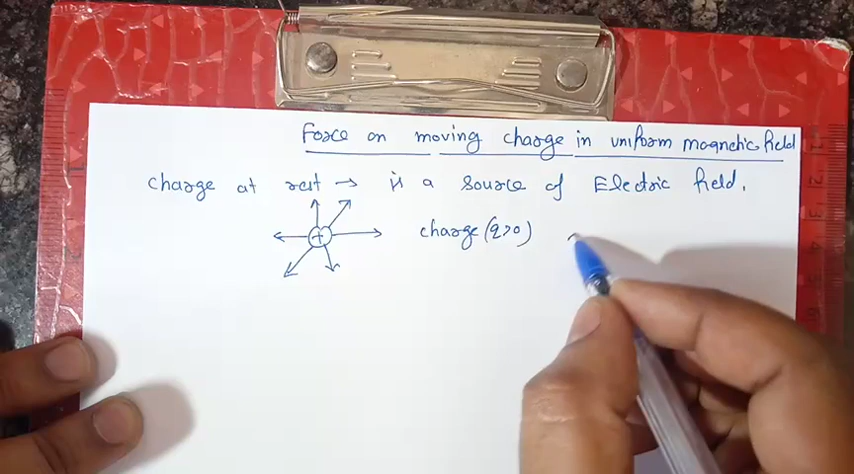 Force on moving charge in uniform magnetic field
charge at rest → is a source of Electric field.
+ charge (q>0)